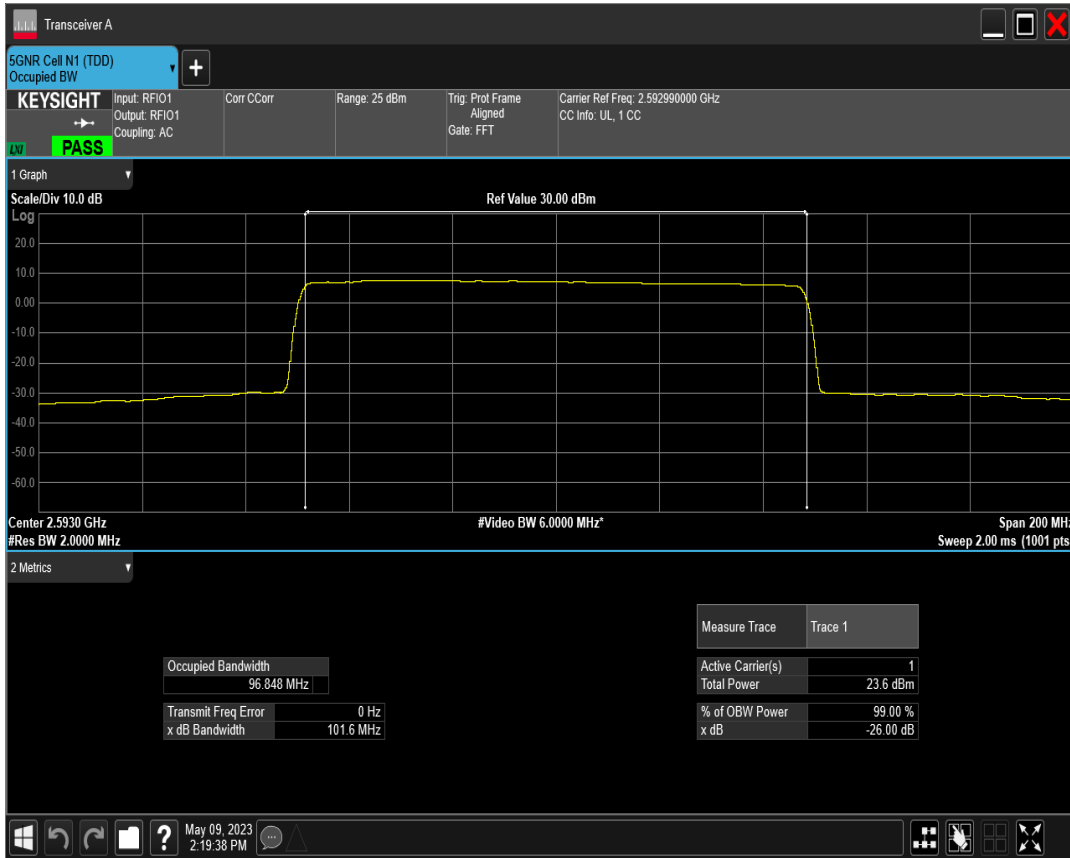 Transceiver A
5GNR Cell N1 (TDD)
Occupied BW
+
KEYSIGHT
LXI
PASS
Input: RFIO1
Output: RFIO1
Coupling: AC
Corr CCorr
Range: 25 dBm
Trig: Prot Frame
Aligned
Gate: FFT
Carrier Ref Freq: 2.592990000 GHz
CC Info: UL, 1 CC
1 Graph
Scale/Div 10.0 dB
Ref Value 30.00 dBm
Log
20.0
10.0
0.00
-10.0
-20.0
-30.0
-40.0
-50.0
-60.0
Center 2.5930 GHz
#Video BW 6.0000 MHz*
Span 200 MHz
#Res BW 2.0000 MHz
Sweep 2.00 ms (1001 pts
2 Metrics
Measure Trace Trace 1
Occupied Bandwidth
96.848 MHz
Active Carrier(s) 1
Total Power 23.6 dBm
Transmit Freq Error 0 Hz
x dB Bandwidth 101.6 MHz
% of OBW Power 99.00 %
x dB -26.00 dB
?
May 09, 2023
2:19:38 PM